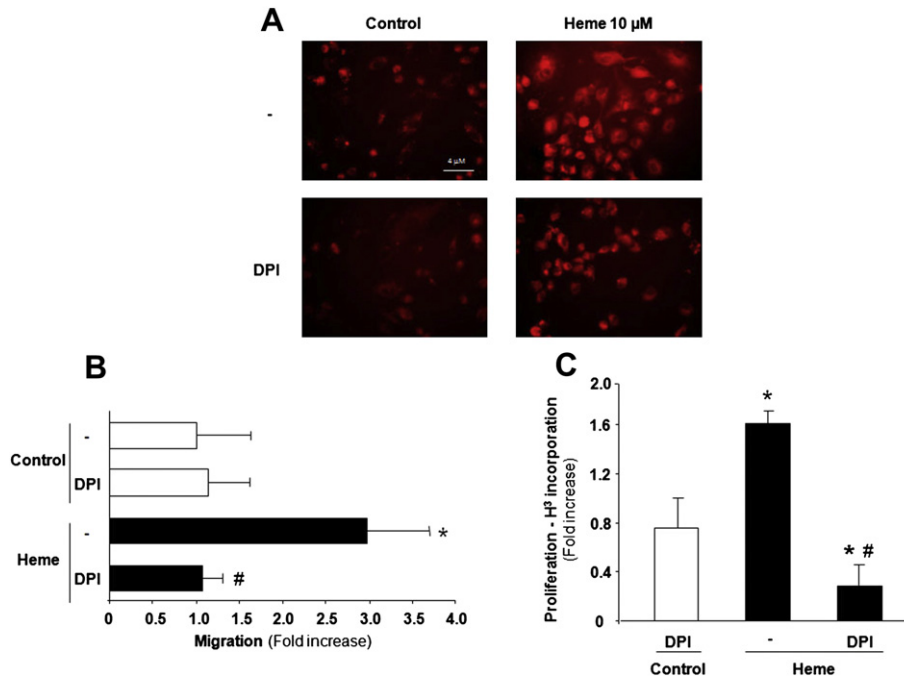 A
Control
Heme 10 µM
-
4 µM
DPI
B
Control
-
DPI
Heme
-
DPI
*
#
0.0 0.5 1.0 1.5 2.0 2.5 3.0 3.5 4.0
Migration (Fold increase)
C
Proliferation - H³ incorporation
(Fold increase)
2.0
1.6
1.2
0.8
0.4
0
*
* #
DPI - DPI
Control Heme